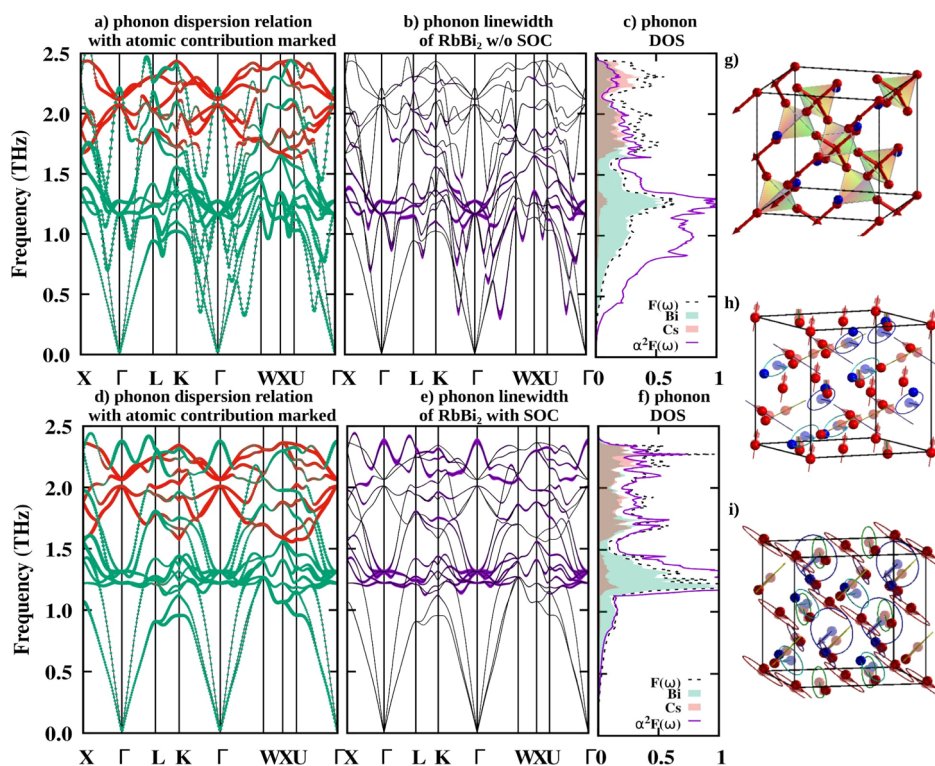 a) phonon dispersion relation
with atomic contribution marked
b) phonon linewidth
of RbBi₂ w/o SOC
c) phonon
DOS
g)
2.5
2.0
1.5
1.0
0.5
0.0
Frequency (THz)
F(ω)
Bi
Cs
α²F(ω)
X Γ L K Γ W X U Γ X Γ L K Γ W X U Γ 0 0.5 1
h)
d) phonon dispersion relation
with atomic contribution marked
e) phonon linewidth
of RbBi₂ with SOC
f) phonon
DOS
i)
2.5
2.0
1.5
1.0
0.5
0.0
Frequency (THz)
F(ω)
Bi
Cs
α²F(ω)
X Γ L K Γ W X U Γ X Γ L K Γ W X U Γ 0 0.5 1